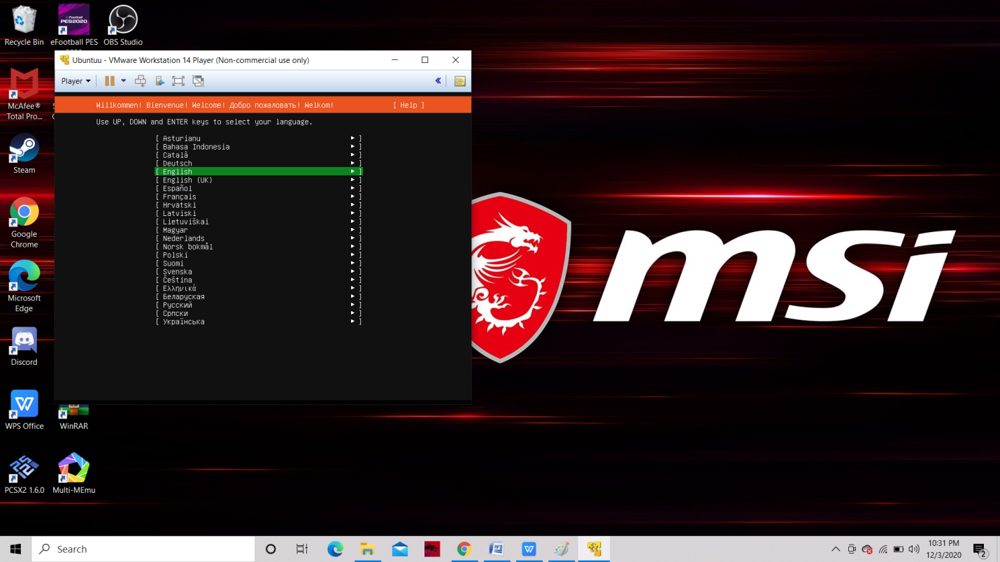 Recycle Bin
eFootball PES
OBS Studio
eFootball
PES2020
Ubuntuu - VMware Workstation 14 Player (Non-commercial use only)
Player
Willkommen! Bienvenue! Welcome! Добро пожаловать! Welkom! [ Help ]
Use UP, DOWN and ENTER keys to select your language.
[ Asturianu ► ]
[ Bahasa Indonesia ► ]
[ Català ► ]
[ Deutsch ► ]
[ English ► ]
[ English (UK) ► ]
[ Español ► ]
[ Français ► ]
[ Hrvatski ► ]
[ Latviski ► ]
[ Lietuviškai ► ]
[ Magyar ► ]
[ Nederlands ► ]
[ Norsk bokmål ► ]
[ Polski ► ]
[ Suomi ► ]
[ Svenska ► ]
[ Čeština ► ]
[ Ελληνικά ► ]
[ Беларуская ► ]
[ Русский ► ]
[ Српски ► ]
[ Українська ► ]
McAfee®
Total Pro...
Steam
Google
Chrome
Microsoft
Edge
Discord
WPS Office
WinRAR
PCSX2 1.6.0
Multi-MEmu
msi
Search
10:31 PM
12/3/2020
2